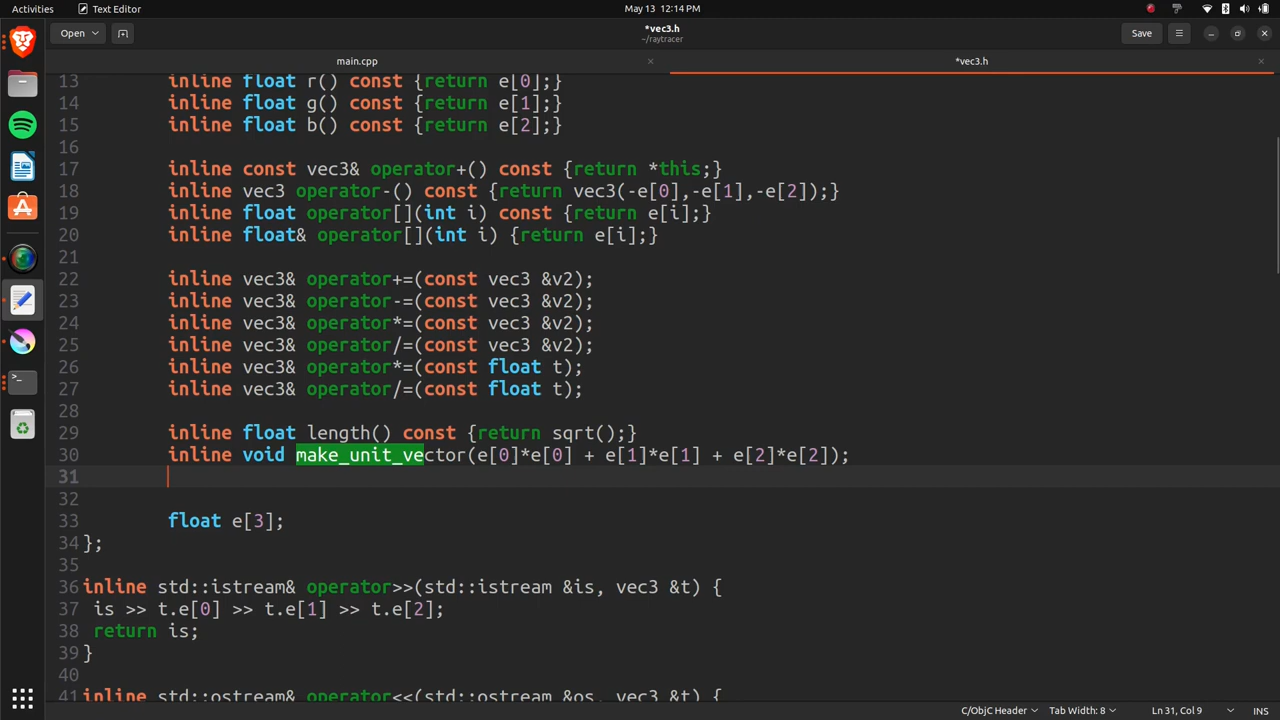 Activities Text Editor May 13 12:14 PM
Open *vec3.h Save
~/raytracer
main.cpp *vec3.h
13 inline float r() const {return e[0];}
14 inline float g() const {return e[1];}
15 inline float b() const {return e[2];}
16
17 inline const vec3& operator+() const {return *this;}
18 inline vec3 operator-() const {return vec3(-e[0],-e[1],-e[2]);}
19 inline float operator[](int i) const {return e[i];}
20 inline float& operator[](int i) {return e[i];}
21
22 inline vec3& operator+=(const vec3 &v2);
23 inline vec3& operator-=(const vec3 &v2);
24 inline vec3& operator*=(const vec3 &v2);
25 inline vec3& operator/=(const vec3 &v2);
26 inline vec3& operator*=(const float t);
27 inline vec3& operator/=(const float t);
28
29 inline float length() const {return sqrt();}
30 inline void make_unit_vector(e[0]*e[0] + e[1]*e[1] + e[2]*e[2]);
31
32
33 float e[3];
34 };
35
36 inline std::istream& operator>>(std::istream &is, vec3 &t) {
37 is >> t.e[0] >> t.e[1] >> t.e[2];
38 return is;
39 }
40
41 inline std::ostream& operator<<(std::ostream &os, vec3 &t) {
C/ObjC Header Tab Width: 8 Ln 31, Col 9 INS